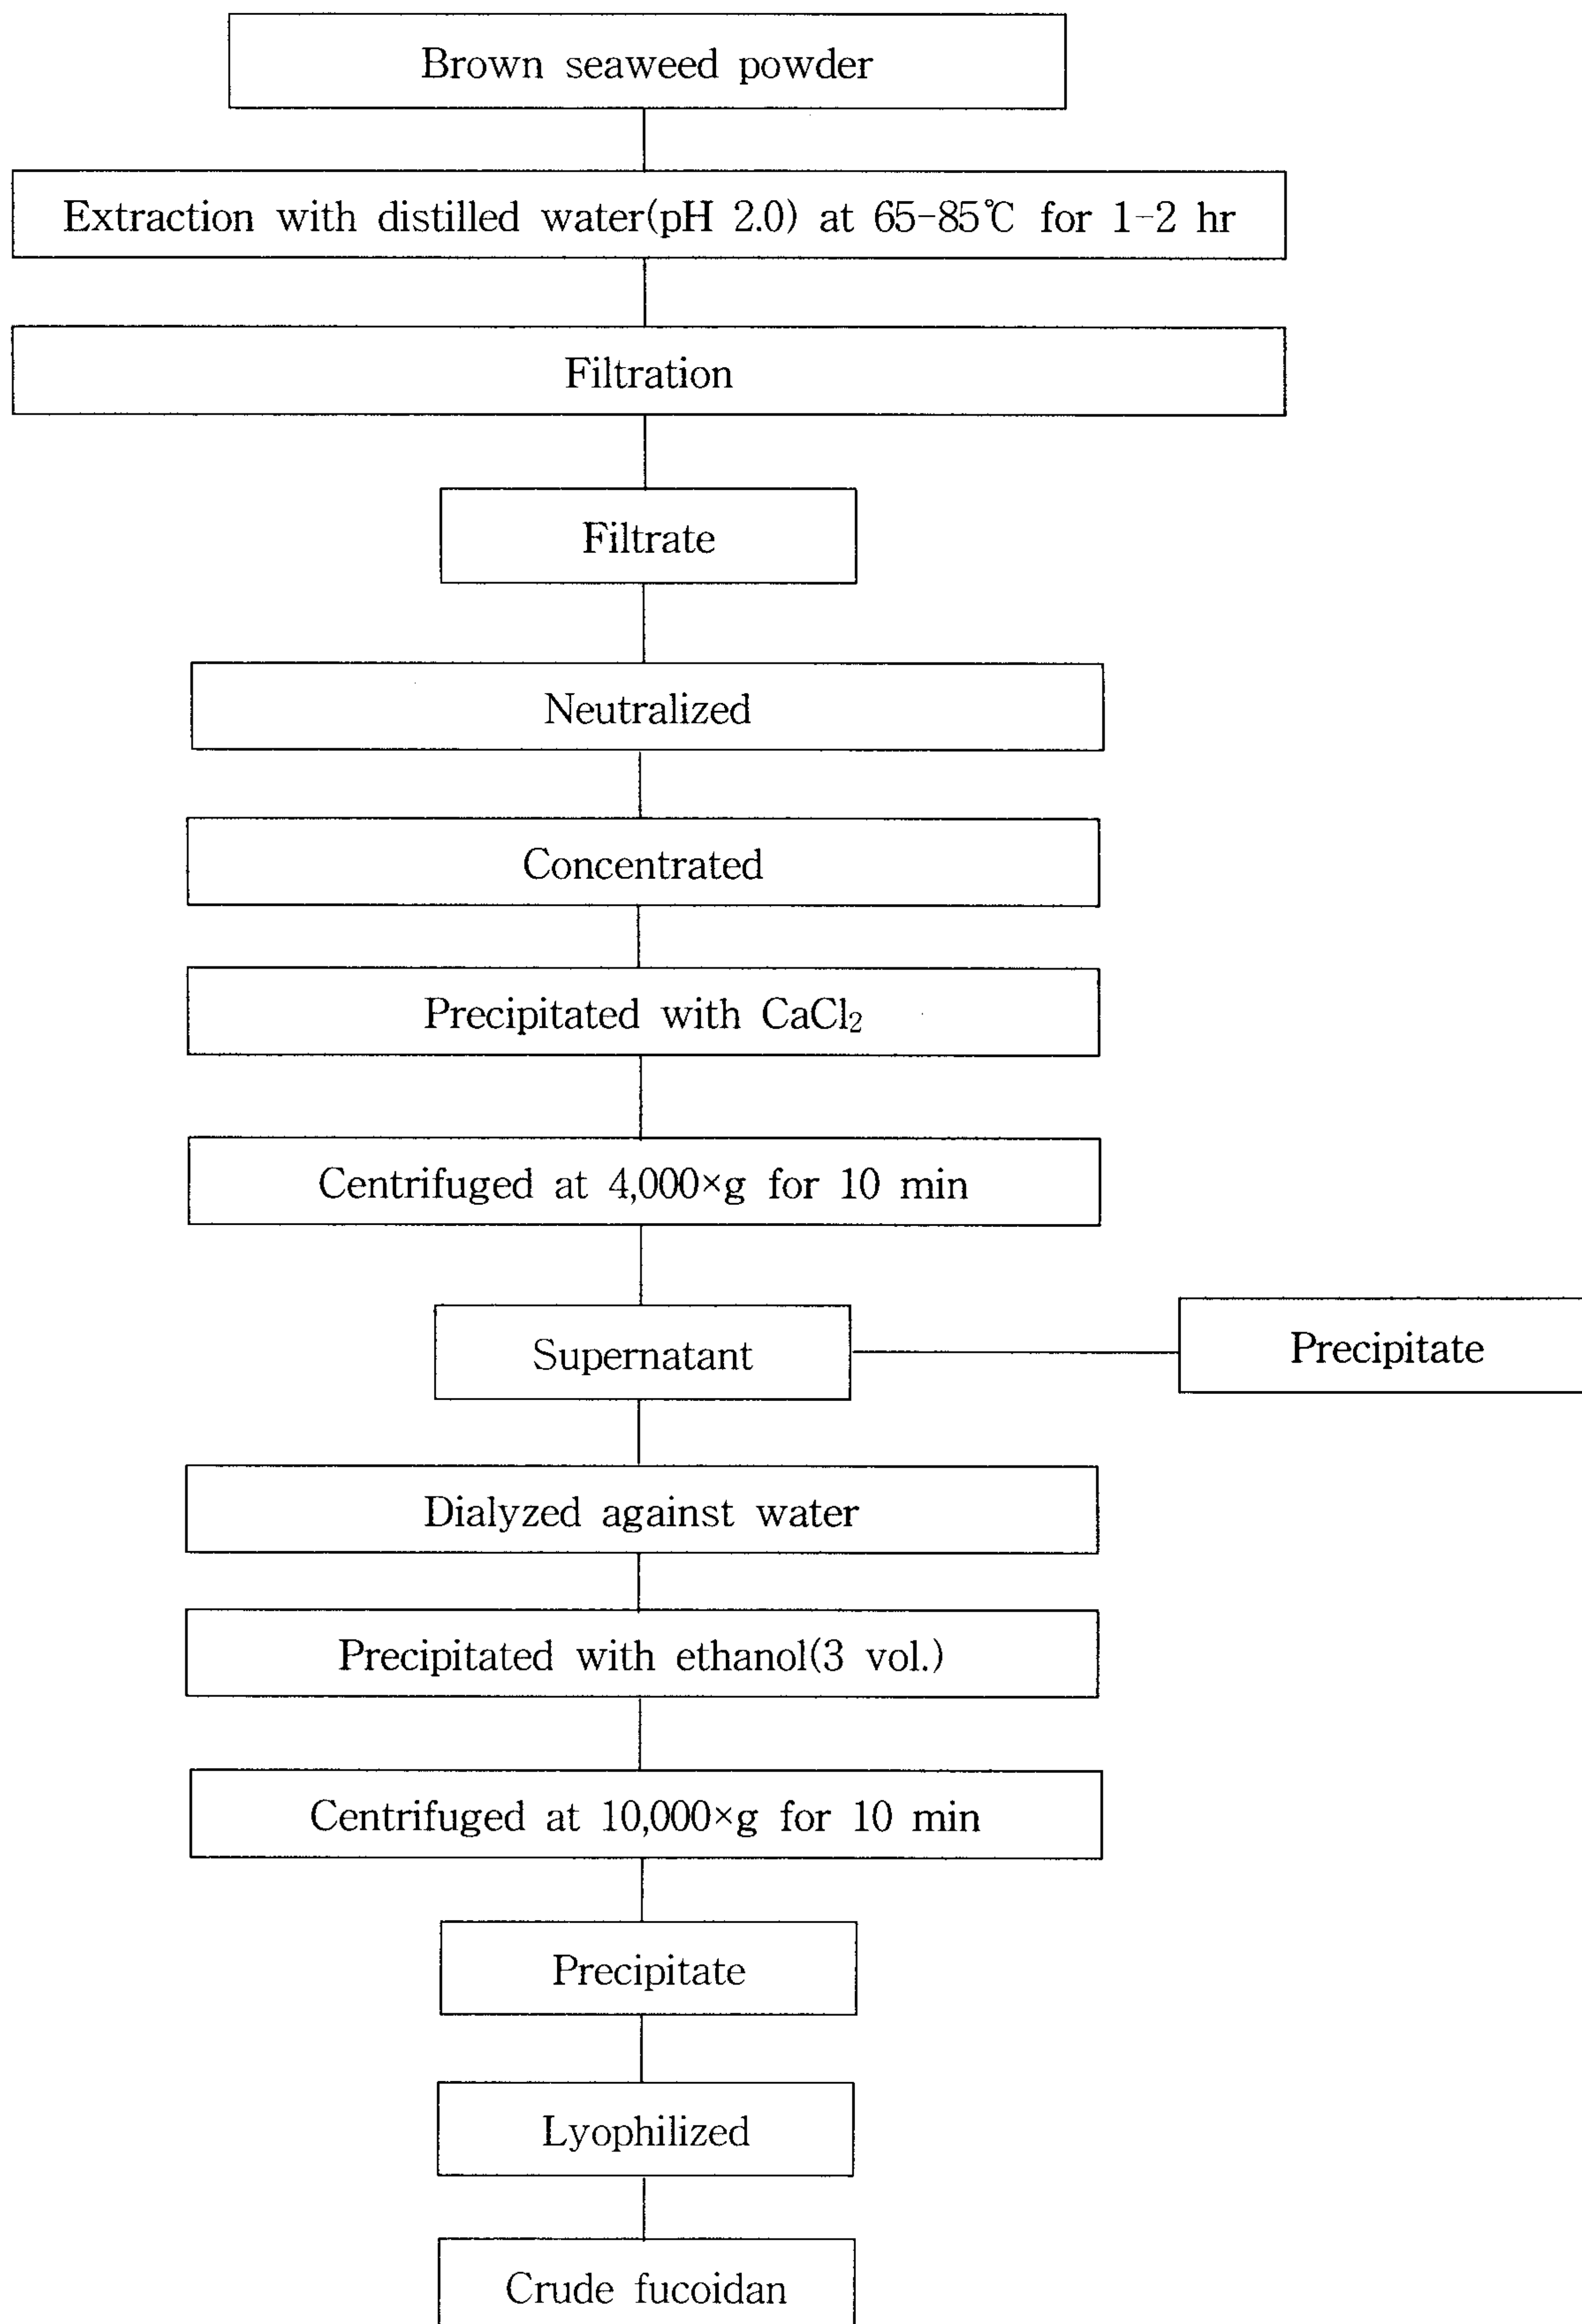 Brown seaweed powder
Extraction with distilled water(pH 2.0) at 65-85℃ for 1-2 hr
Filtration
Filtrate
Neutralized
Concentrated
Precipitated with CaCl₂
Centrifuged at 4,000×g for 10 min
Supernatant
Precipitate
Dialyzed against water
Precipitated with ethanol(3 vol.)
Centrifuged at 10,000×g for 10 min
Precipitate
Lyophilized
Crude fucoidan